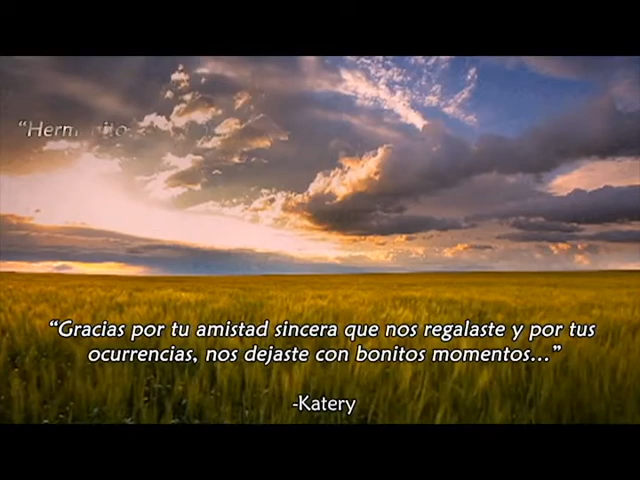 “Gracias por tu amistad sincera que nos regalaste y por tus
ocurrencias, nos dejaste con bonitos momentos...”
-Katery